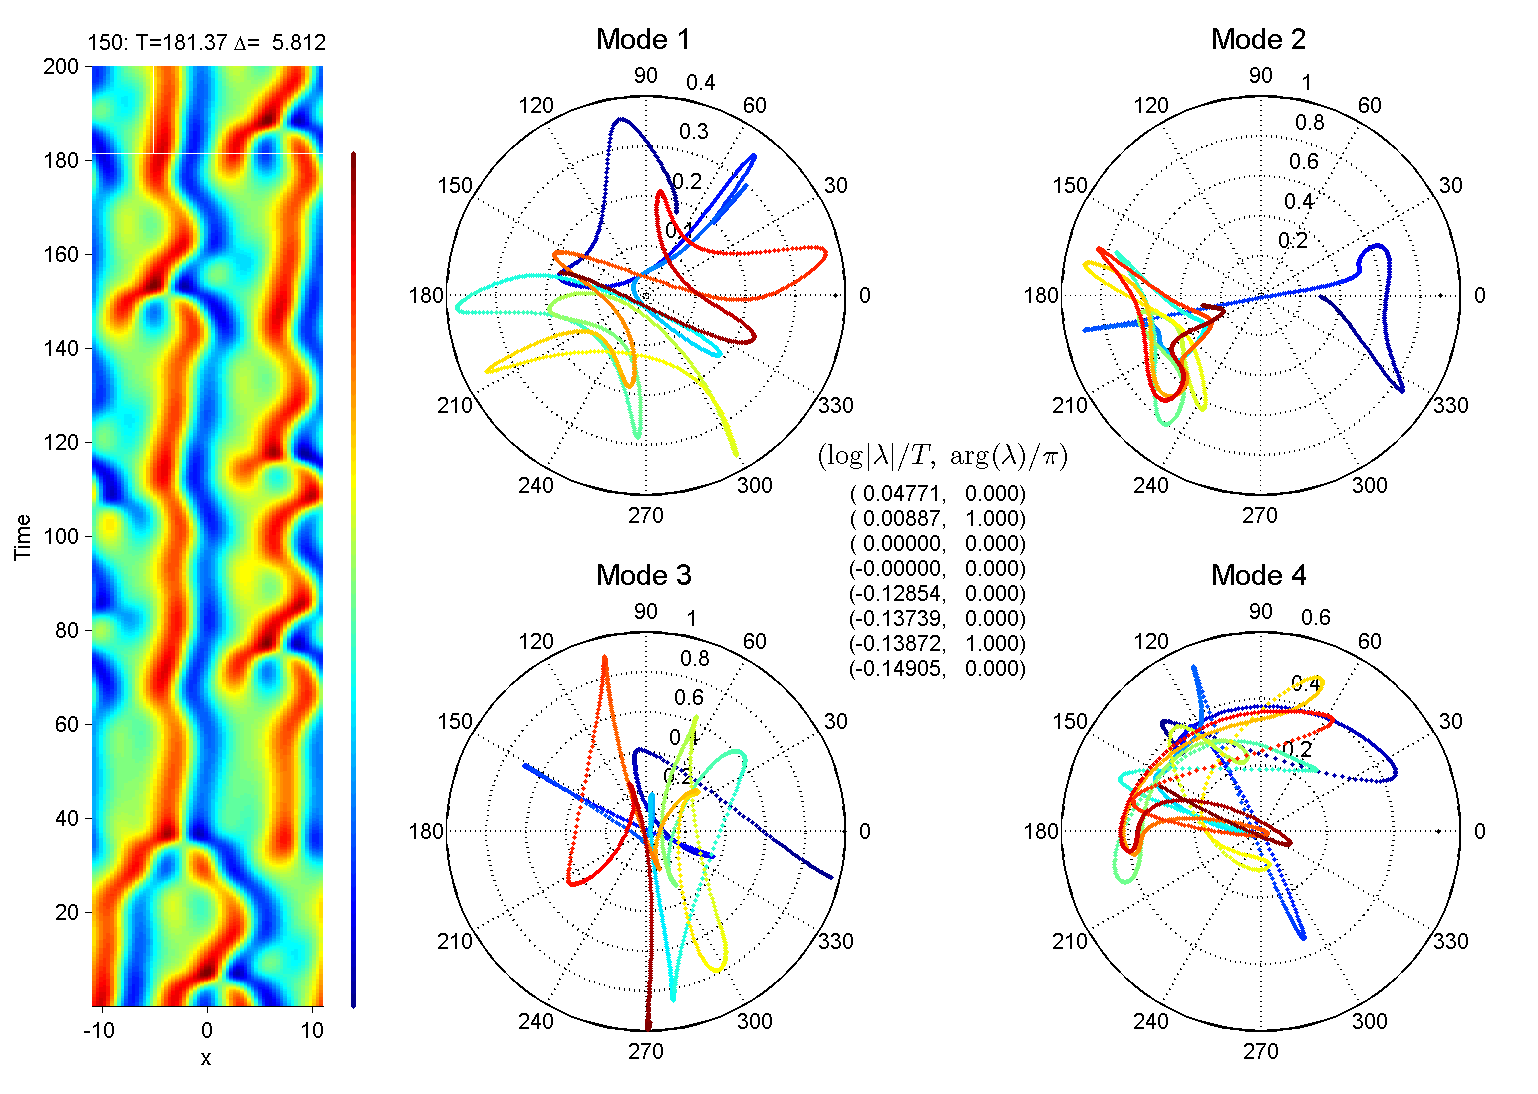 150: T=181.37 Δ= 5.812
200
180
160
140
120
100
80
60
40
20
Time
-10 0 10
x
Mode 1
90 0.4
120 60
0.3
150 0.2 30
0.1
180 0
210 330
240 300
270
Mode 2
90 1
120 0.8 60
0.6
150 0.4 30
0.2
180 0
210 330
240 300
270
(log|λ|/T, arg(λ)/π)
( 0.04771, 0.000)
( 0.00887, 1.000)
( 0.00000, 0.000)
(-0.00000, 0.000)
(-0.12854, 0.000)
(-0.13739, 0.000)
(-0.13872, 1.000)
(-0.14905, 0.000)
Mode 3
90 1
120 0.8 60
0.6
150 0.4 30
0.2
180 0
210 330
240 300
270
Mode 4
90 0.6
120 60
0.4
150 0.2 30
180 0
210 330
240 300
270